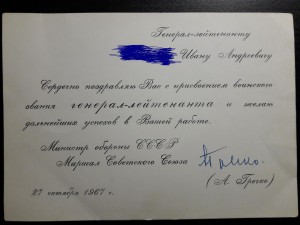 Генерал-лейтенанту
Ивану Андреевичу
Сердечно поздравляю Вас с присвоением воинского
звания генерал-лейтенанта и желаю
дальнейших успехов в Вашей работе.
Министр обороны СССР
Маршал Советского Союза
(А. Гречко)
27 октября 1967 г.